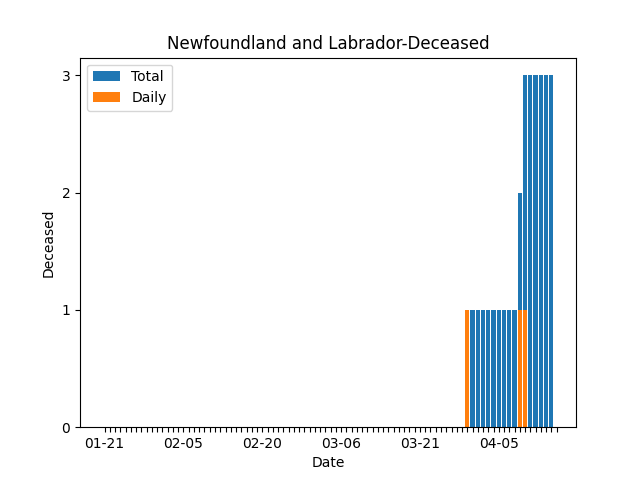 Newfoundland and Labrador-Deceased
Total
Daily
3
2
1
0
Deceased
01-21 02-05 02-20 03-06 03-21 04-05
Date